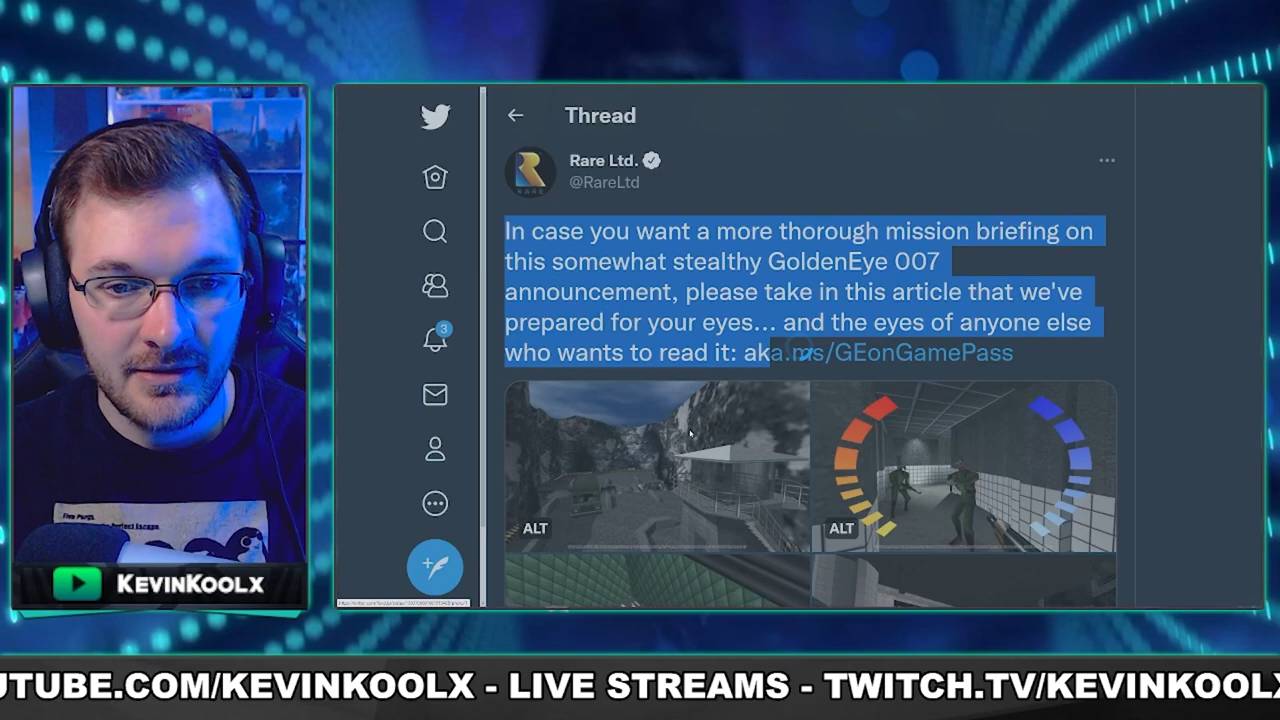 Thread
Rare Ltd.
@RareLtd
RARE
In case you want a more thorough mission briefing on
this somewhat stealthy GoldenEye 007
announcement, please take in this article that we've
prepared for your eyes... and the eyes of anyone else
who wants to read it: aka.ms/GEonGamePass
3
ALT
ALT
KEVINKOOLX
UTUBE.COM/KEVINKOOLX - LIVE STREAMS - TWITCH.TV/KEVINKOOLX